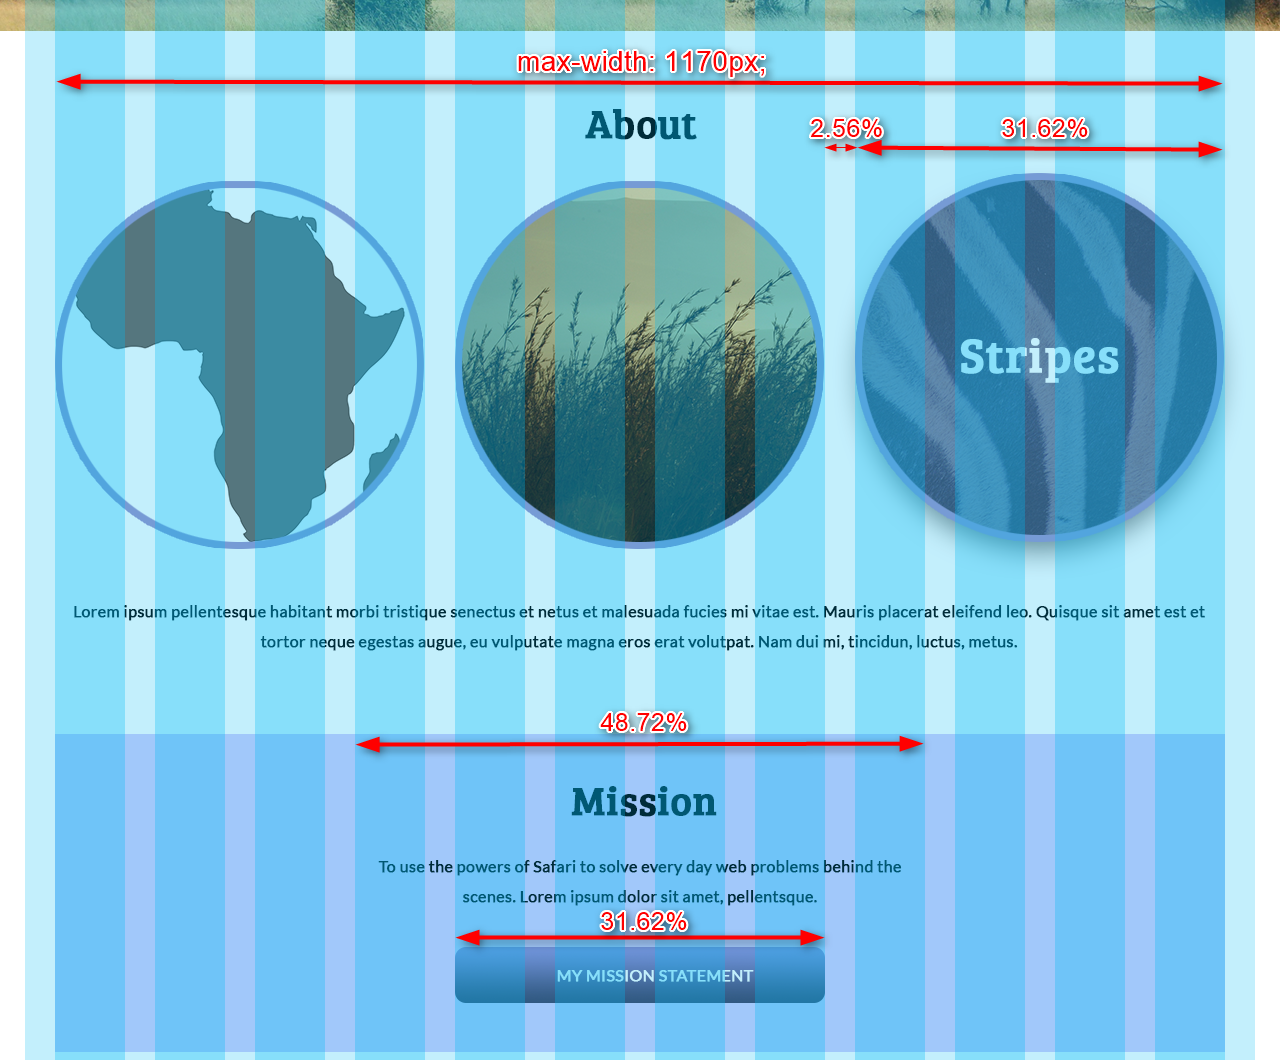 max-width: 1170px;
About
2.56%
31.62%
Stripes
Lorem ipsum pellentesque habitant morbi tristique senectus et netus et malesuada fucies mi vitae est. Mauris placerat eleifend leo. Quisque sit amet est et
tortor neque egestas augue, eu vulputate magna eros erat volutpat. Nam dui mi, tincidun, luctus, metus.
48.72%
Mission
To use the powers of Safari to solve every day web problems behind the
scenes. Lorem ipsum dolor sit amet, pellentsque.
31.62%
MY MISSION STATEMENT